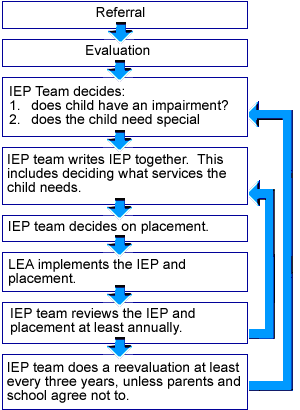 Referral
Evaluation
IEP Team decides:
1. does child have an impairment?
2. does the child need special
IEP team writes IEP together. This
includes deciding what services the
child needs.
IEP team decides on placement.
LEA implements the IEP and
placement.
IEP team reviews the IEP and
placement at least annually.
IEP team does a reevaluation at least
every three years, unless parents and
school agree not to.